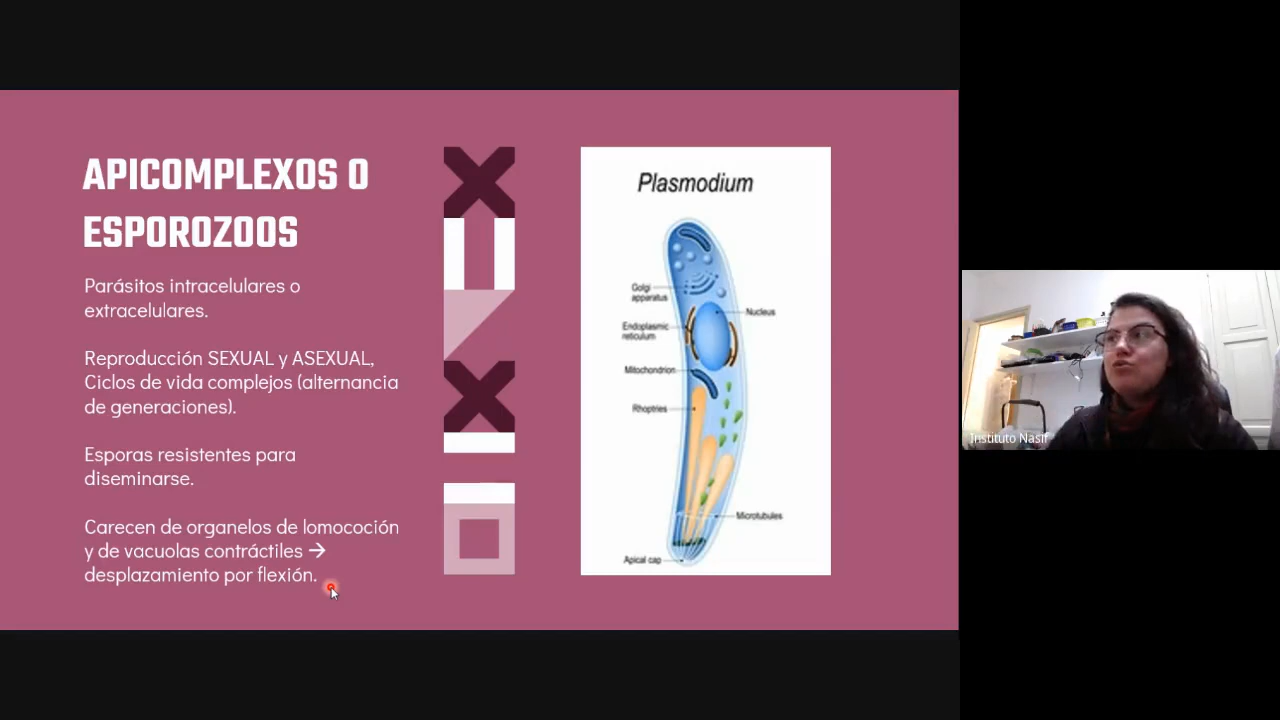 APICOMPLEXOS O
ESPOROZOOS
Parásitos intracelulares o
extracelulares.
Reproducción SEXUAL y ASEXUAL,
Ciclos de vida complejos (alternancia
de generaciones).
Esporas resistentes para
diseminarse.
Carecen de organelos de lomococión
y de vacuolas contráctiles →
desplazamiento por flexión.
Plasmodium
Golgi
apparatus
Nucleus
Endoplasmic
reticulum
Mitochondrion
Rhoptries
Microtubules
Apical cap
Instituto Nasif